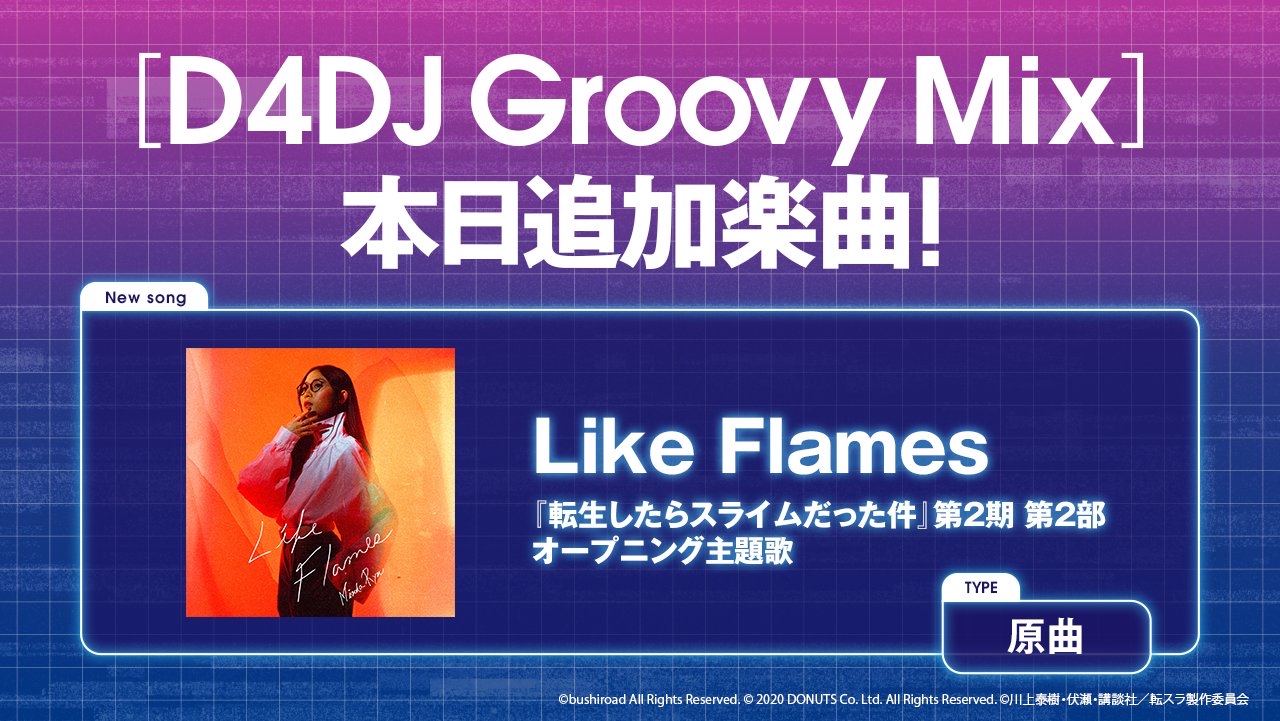 [D4DJ Groovy Mix]
本日追加楽曲!
New song
Like
Flames
MindaRyn
Like Flames
『転生したらスライムだった件』第2期 第2部
オープニング主題歌
TYPE
原曲
©bushiroad All Rights Reserved. © 2020 DONUTS Co. Ltd. All Rights Reserved. ©川上泰樹・伏瀬・講談社／転スラ製作委員会